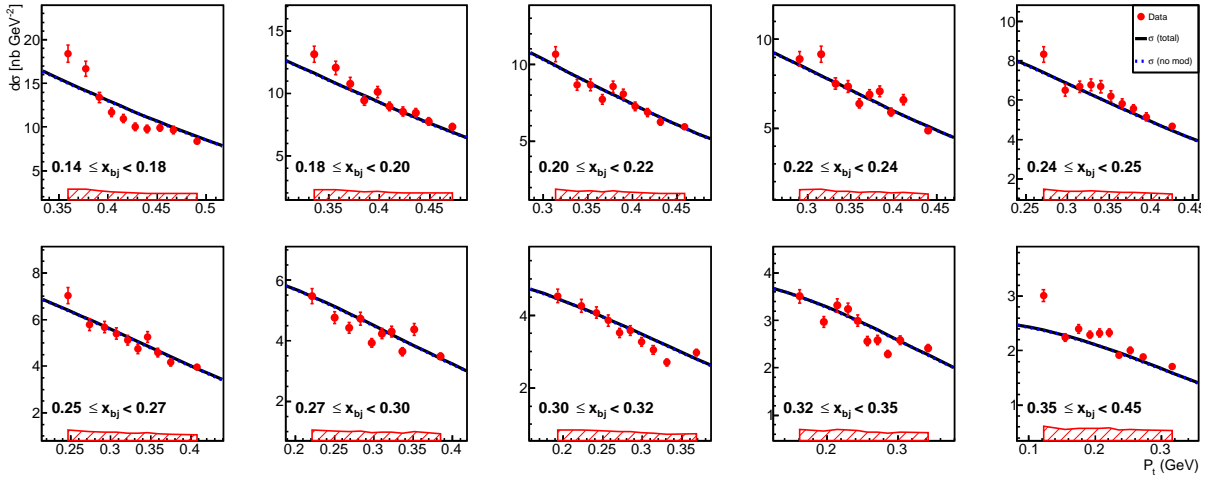 dσ [nb GeV⁻²]
20
15
10
5
0.35 0.4 0.45 0.5
0.14 ≤ x_bj < 0.18
15
10
5
0.35 0.4 0.45
0.18 ≤ x_bj < 0.20
10
5
0.3 0.35 0.4 0.45
0.20 ≤ x_bj < 0.22
10
5
0.3 0.35 0.4 0.45
0.22 ≤ x_bj < 0.24
Data
σ (total)
σ (no mod)
10
8
6
4
2
0.25 0.3 0.35 0.4 0.45
0.24 ≤ x_bj < 0.25
8
6
4
2
0.25 0.3 0.35 0.4
0.25 ≤ x_bj < 0.27
6
4
2
0.2 0.25 0.3 0.35 0.4
0.27 ≤ x_bj < 0.30
4
2
0.2 0.25 0.3 0.35
0.30 ≤ x_bj < 0.32
4
3
2
1
0.2 0.3
0.32 ≤ x_bj < 0.35
3
2
1
0.1 0.2 0.3
0.35 ≤ x_bj < 0.45
P_t (GeV)